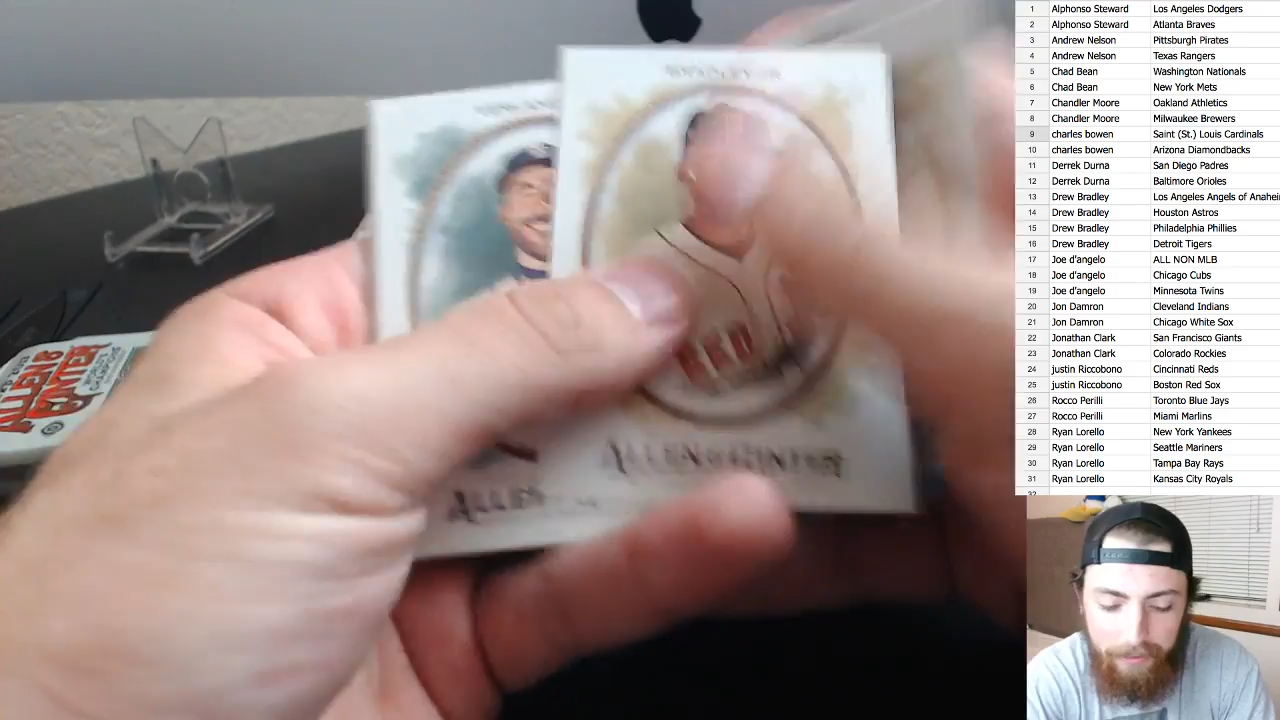 1 Alphonso Steward Los Angeles Dodgers
2 Alphonso Steward Atlanta Braves
3 Andrew Nelson Pittsburgh Pirates
4 Andrew Nelson Texas Rangers
5 Chad Bean Washington Nationals
6 Chad Bean New York Mets
7 Chandler Moore Oakland Athletics
8 Chandler Moore Milwaukee Brewers
9 charles bowen Saint (St.) Louis Cardinals
10 charles bowen Arizona Diamondbacks
11 Derrek Durna San Diego Padres
12 Derrek Durna Baltimore Orioles
13 Drew Bradley Los Angeles Angels of Anahei
14 Drew Bradley Houston Astros
15 Drew Bradley Philadelphia Phillies
16 Drew Bradley Detroit Tigers
17 Joe d'angelo ALL NON MLB
18 Joe d'angelo Chicago Cubs
19 Joe d'angelo Minnesota Twins
20 Jon Damron Cleveland Indians
21 Jon Damron Chicago White Sox
22 Jonathan Clark San Francisco Giants
23 Jonathan Clark Colorado Rockies
24 justin Riccobono Cincinnati Reds
25 justin Riccobono Boston Red Sox
26 Rocco Perilli Toronto Blue Jays
27 Rocco Perilli Miami Marlins
28 Ryan Lorello New York Yankees
29 Ryan Lorello Seattle Mariners
30 Ryan Lorello Tampa Bay Rays
31 Ryan Lorello Kansas City Royals
ALLEN & GINTER
ALLEN
ALLEN & GINTER